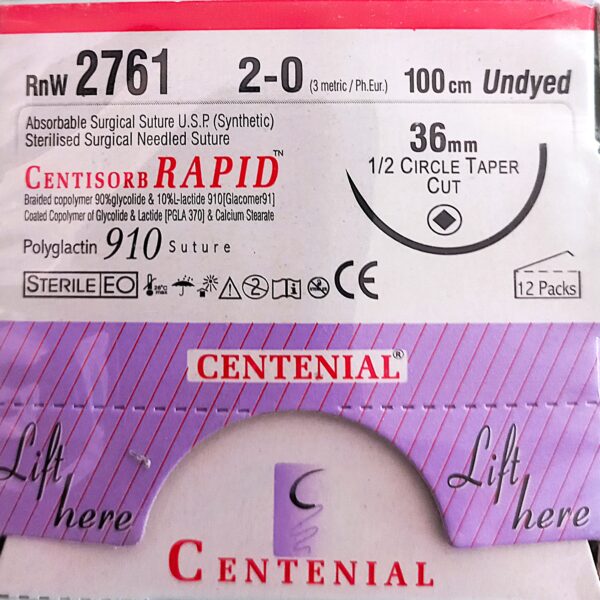 RnW 2761 2-0 (3 metric / Ph.Eur.) 100 cm Undyed
Absorbable Surgical Suture U.S.P. (Synthetic)
Sterilised Surgical Needled Suture
CENTISORB RAPID™
Braided copolymer 90%glycolide & 10%L-lactide 910[Glacomer91]
Coated Copolymer of Glycolide & Lactide [PGLA 370] & Calcium Stearate
Polyglactin 910 Suture
36mm
1/2 CIRCLE TAPER
CUT
STERILE EO
CE
12 Packs
CENTENIAL®
Lift here
Lift here
CENTENIAL